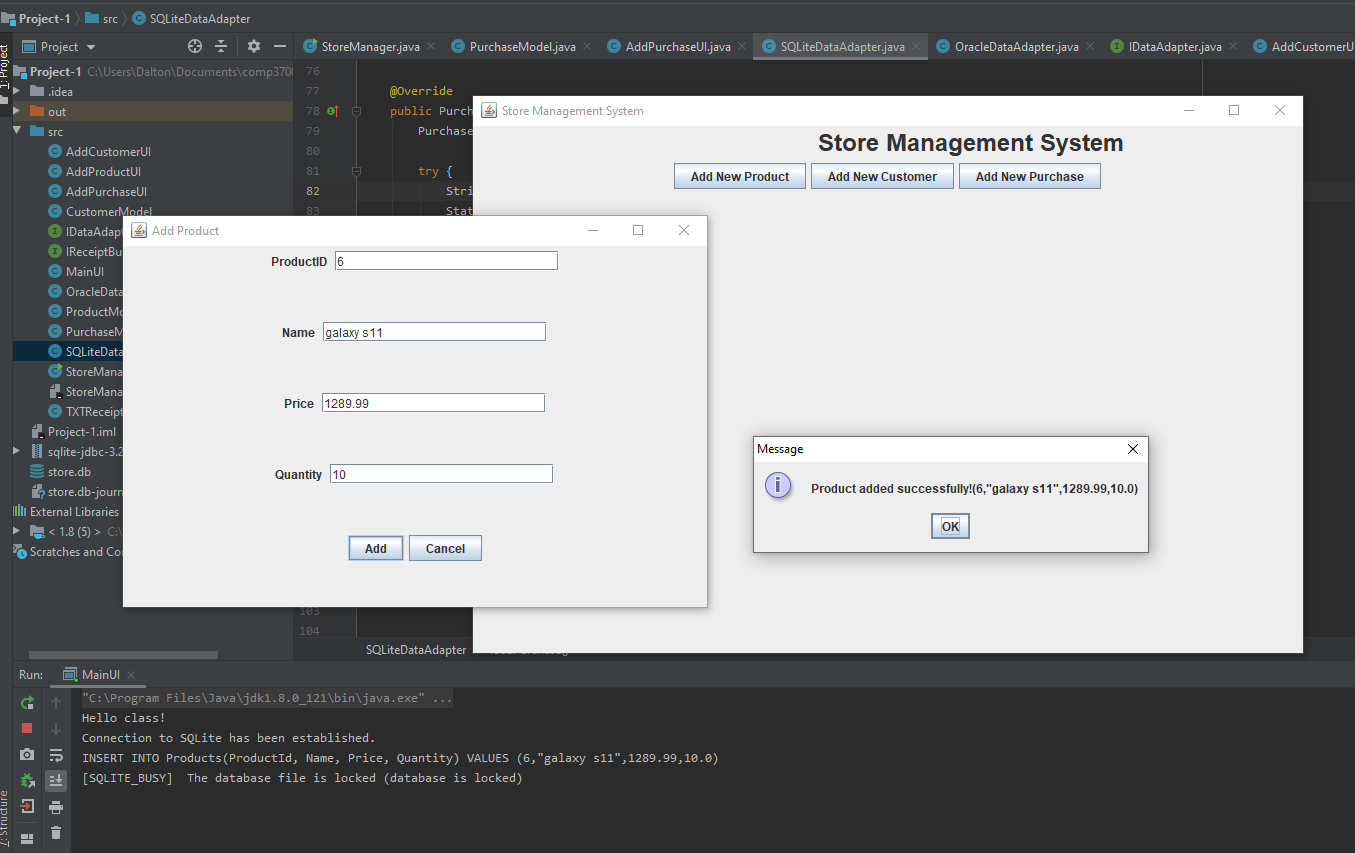 Project-1 src SQLiteDataAdapter
Project
StoreManager.java PurchaseModel.java AddPurchaseUI.java SQLiteDataAdapter.java OracleDataAdapter.java IDataAdapter.java AddCustomerU
1: Project
Project-1 C:\Users\Dalton\Documents\comp370
.idea
out
src
AddCustomerUI
AddProductUI
AddPurchaseUI
CustomerModel
IDataAdapt
IReceiptBu
MainUI
OracleData
ProductMo
PurchaseM
SQLiteData
StoreMana
StoreMana
TXTReceipt
Project-1.iml
sqlite-jdbc-3.2
store.db
store.db-journ
External Libraries
< 1.8 (5) > C:\
Scratches and Co
76
77 @Override
78 public Purch
79 Purchase
80
81 try {
82 Stri
83 Stat
103
104
SQLiteDataAdapter
Store Management System
Store Management System
Add New Product Add New Customer Add New Purchase
Add Product
ProductID 6
Name galaxy s11
Price 1289.99
Quantity 10
Add Cancel
Message
Product added successfully!(6,"galaxy s11",1289.99,10.0)
OK
Run: MainUI
"C:\Program Files\Java\jdk1.8.0_121\bin\java.exe" ...
Hello class!
Connection to SQLite has been established.
INSERT INTO Products(ProductId, Name, Price, Quantity) VALUES (6,"galaxy s11",1289.99,10.0)
[SQLITE_BUSY]  The database file is locked (database is locked)
7: Structure